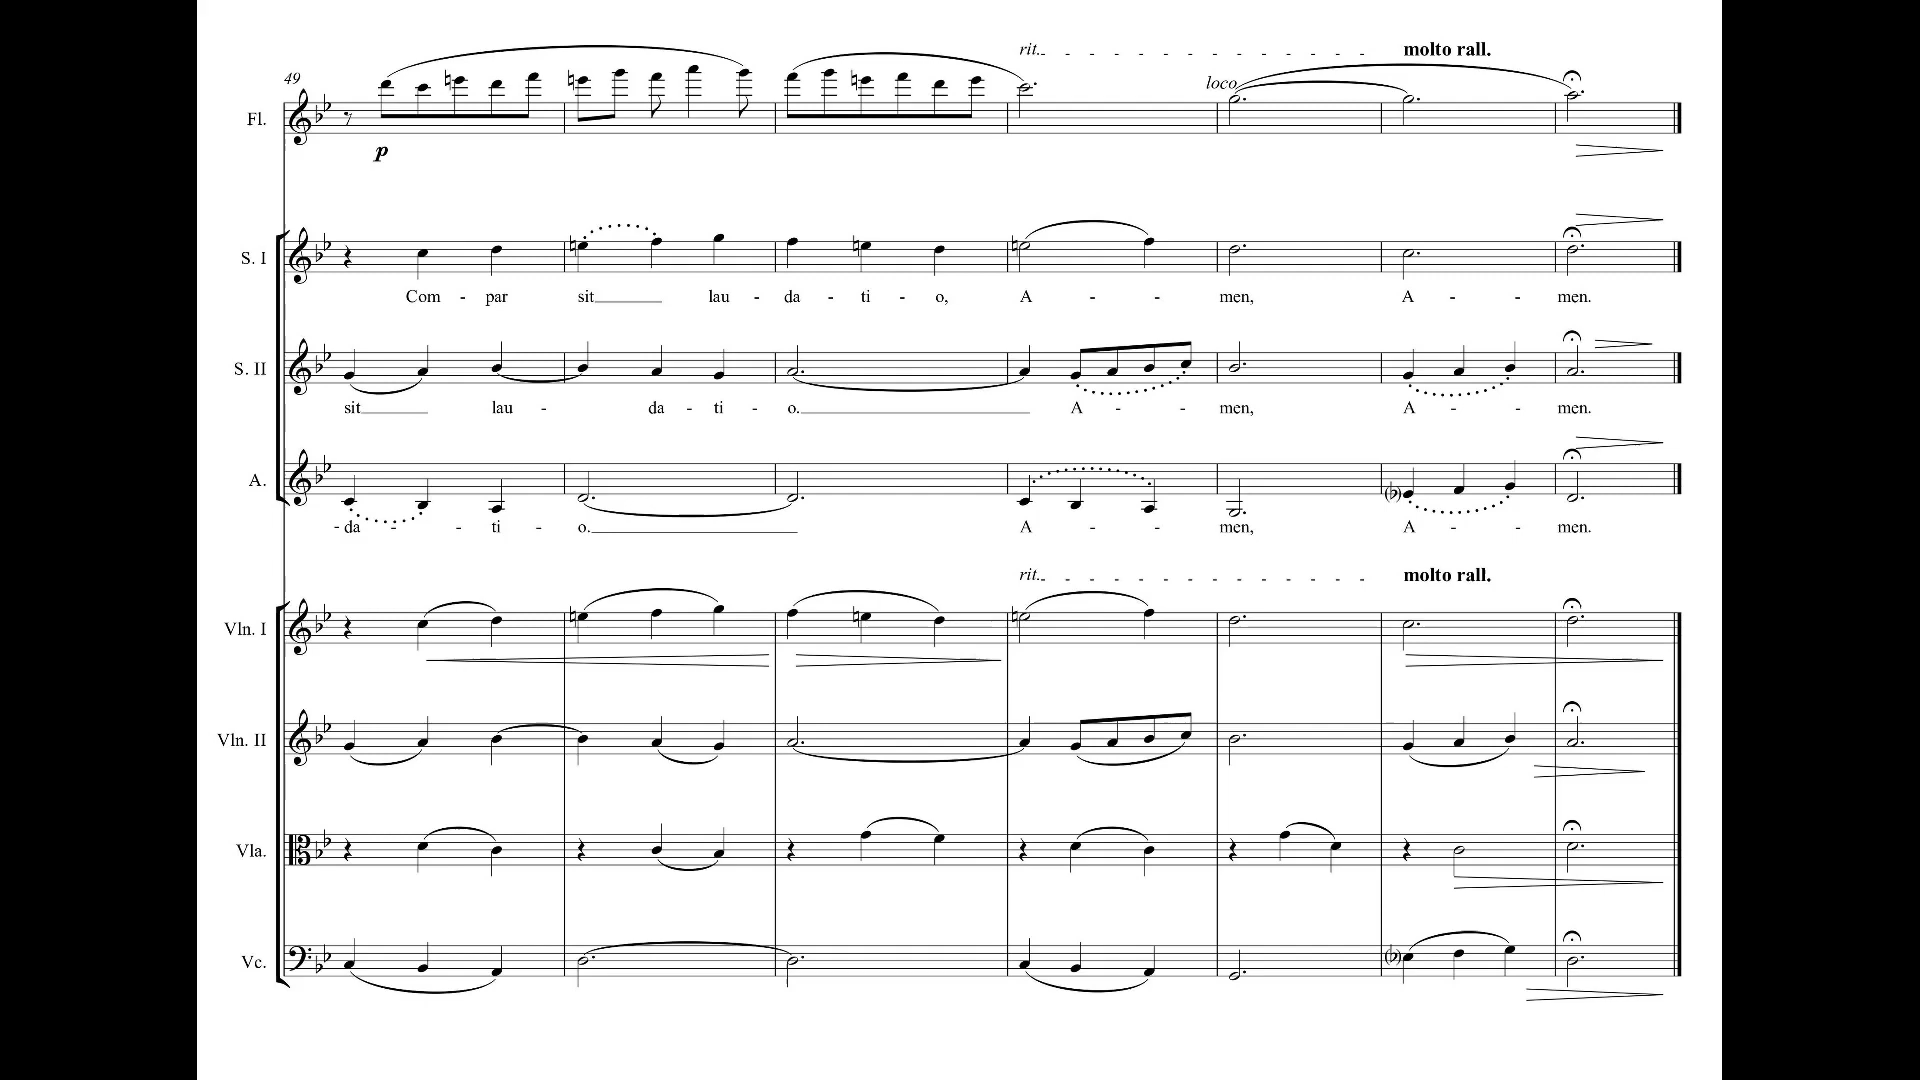 rit. molto rall.
49 loco
Fl.
p
S. I
Com - par sit lau - da - ti - o, A - - men, A - - men.
S. II
sit lau - da - ti - o. A - - men, A - - men.
A.
- da - - ti - o. A - - men, A - - men.
rit. molto rall.
Vln. I
Vln. II
Vla.
Vc.